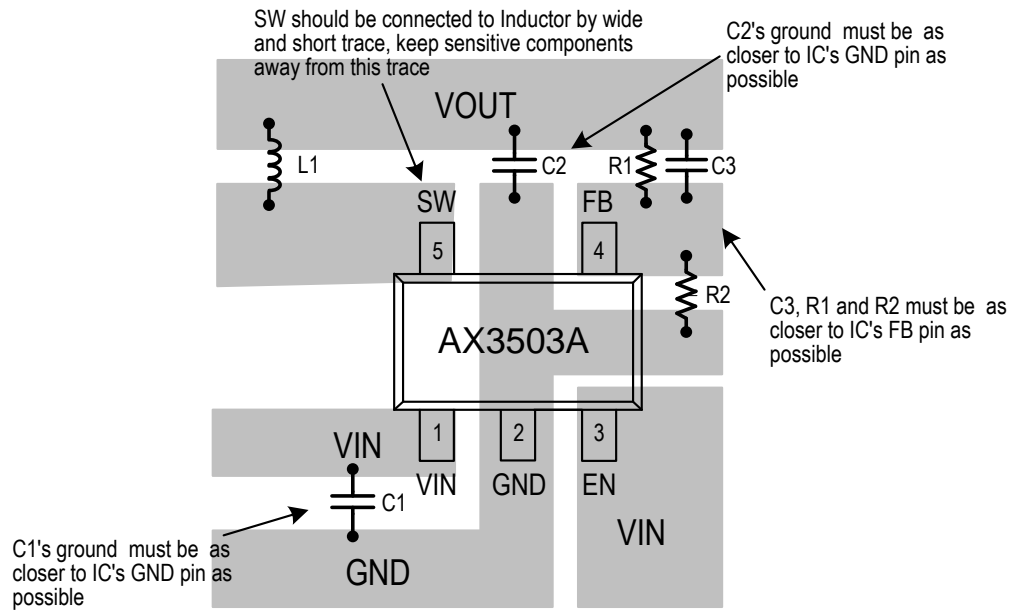 SW should be connected to Inductor by wide
and short trace, keep sensitive components
away from this trace
C2's ground must be as
closer to IC's GND pin as
possible
VOUT
L1
C2
R1
C3
SW
FB
5
4
R2
C3, R1 and R2 must be as
closer to IC's FB pin as
possible
AX3503A
1
2
3
VIN
VIN
GND
EN
C1
VIN
C1's ground must be as
closer to IC's GND pin as
possible
GND